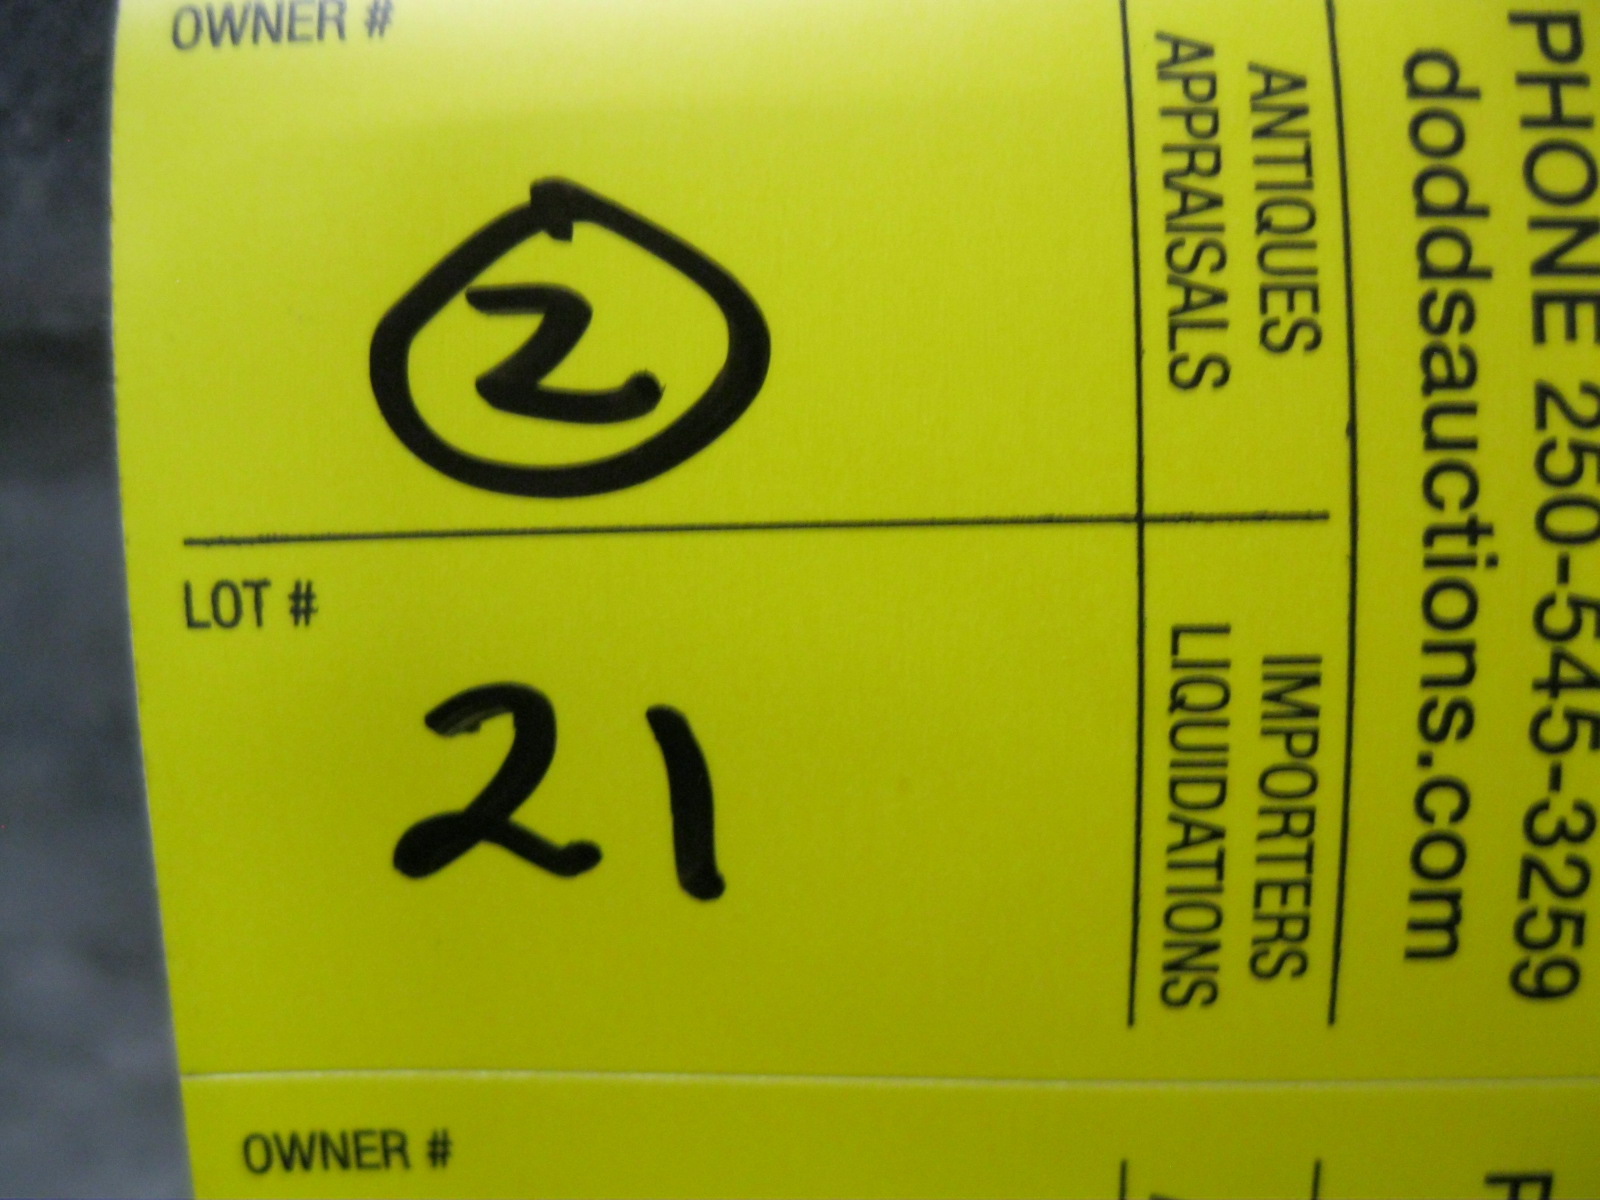 OWNER #
2
LOT #
21
ANTIQUES
APPRAISALS
IMPORTERS
LIQUIDATIONS
PHONE 250-545-3259
doddsauctions.com
OWNER #